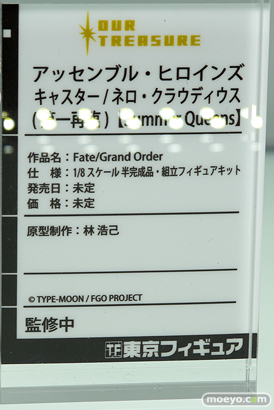 OUR
TREASURE
アッセンブル・ヒロインズ
キャスター/ネロ・クラウディウス
(第一再臨)【Summer Queens】
作品名：Fate/Grand Order
仕　様：1/8スケール 半完成品・組立フィギュアキット
発売日：未定
価　格：未定
原型制作：林 浩己
© TYPE-MOON / FGO PROJECT
監修中
TF 東京フィギュア
moeyo.com